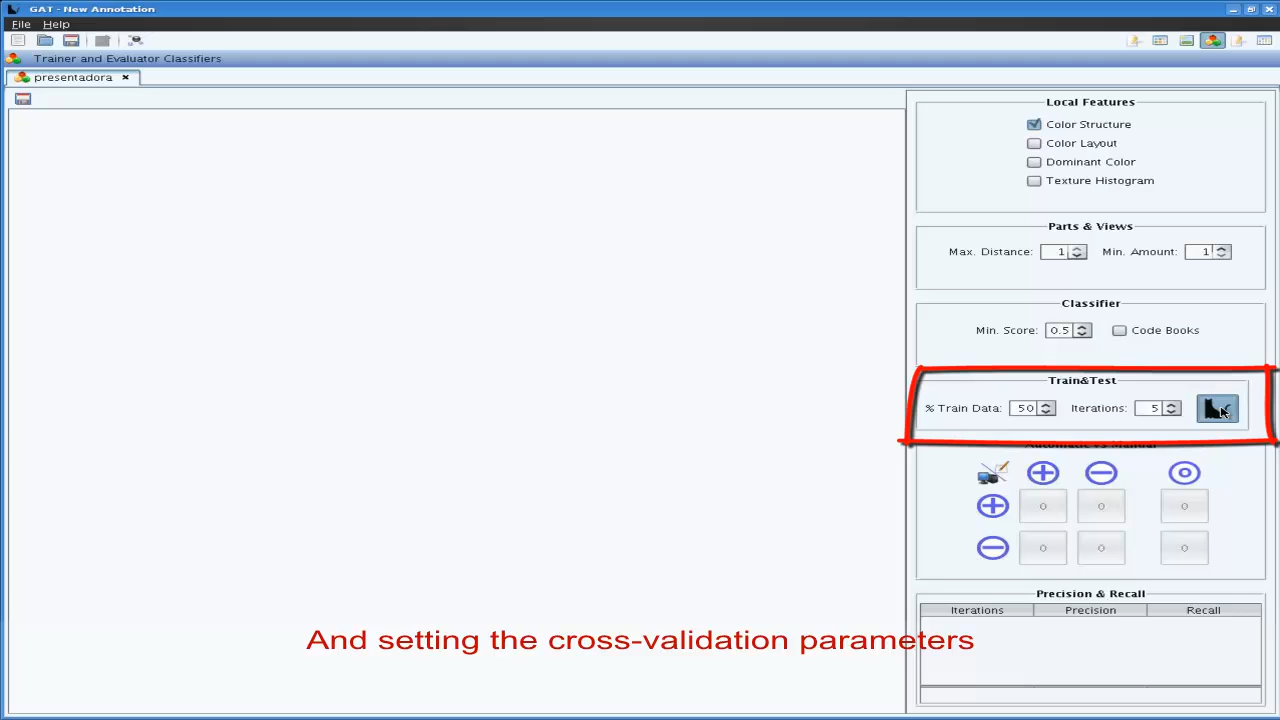 GAT - New Annotation
File Help
Trainer and Evaluator Classifiers
presentadora
Local Features
Color Structure
Color Layout
Dominant Color
Texture Histogram
Parts & Views
Max. Distance: 1 Min. Amount: 1
Classifier
Min. Score: 0.5 Code Books
Train&Test
% Train Data: 50 Iterations: 5
Automatic vs Manual
0 0 0
0 0 0
Precision & Recall
Iterations Precision Recall
And setting the cross-validation parameters